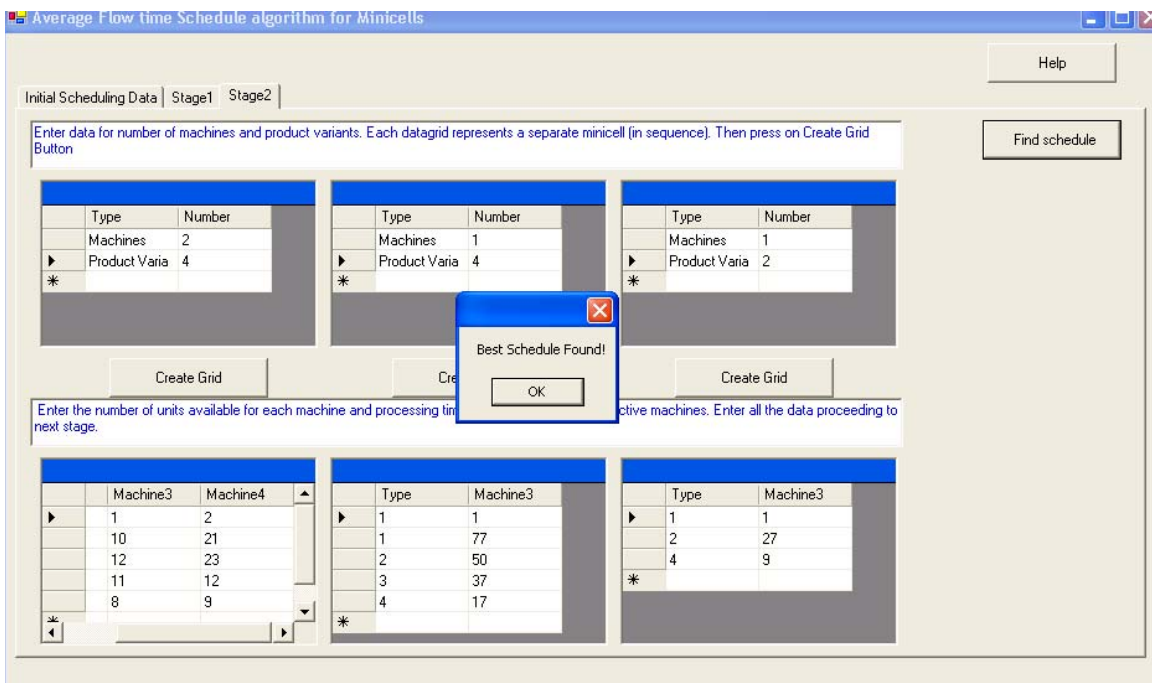 Average Flow time Schedule algorithm for Minicells
Help
Initial Scheduling Data Stage1 Stage2
Enter data for number of machines and product variants. Each datagrid represents a separate minicell (in sequence). Then press on Create Grid
Button
Find schedule
Type Number
Machines 2
Product Varia 4
Type Number
Machines 1
Product Varia 4
Type Number
Machines 1
Product Varia 2
Best Schedule Found!
OK
Create Grid
Cre
Create Grid
Enter the number of units available for each machine and processing tim ctive machines. Enter all the data proceeding to
next stage.
Machine3 Machine4
1 2
10 21
12 23
11 12
8 9
Type Machine3
1 1
1 77
2 50
3 37
4 17
Type Machine3
1 1
2 27
4 9